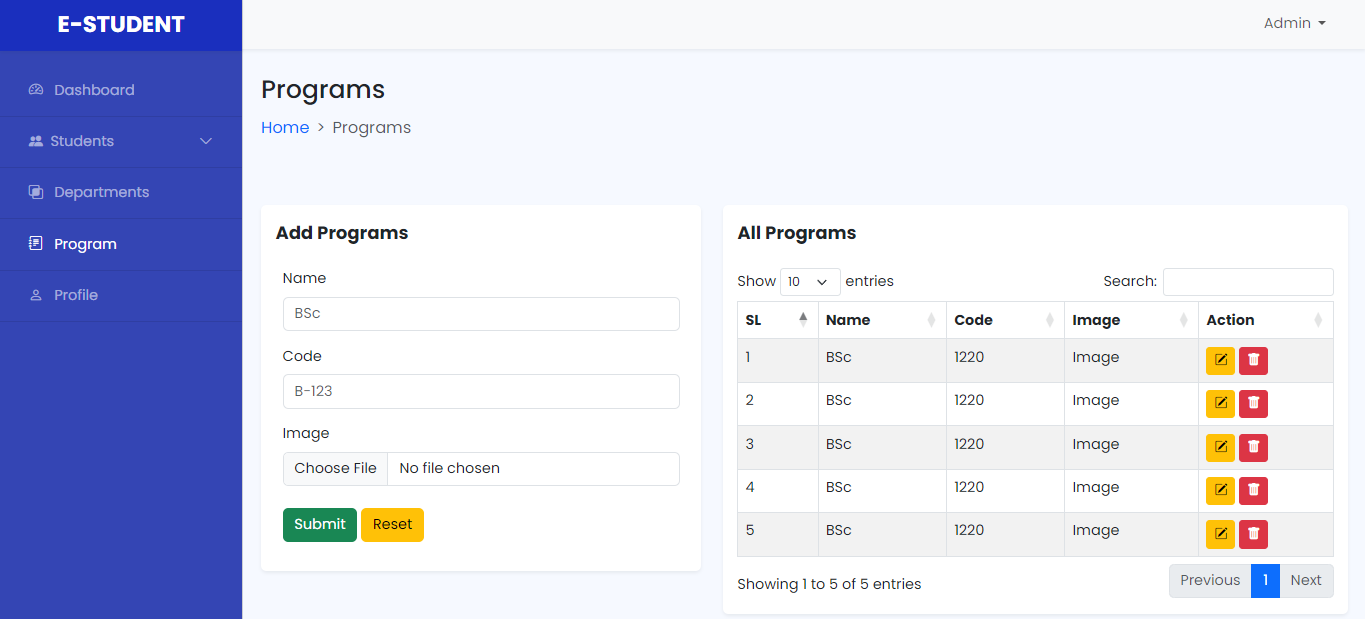 E-STUDENT
Admin
Dashboard
Students
Departments
Program
Profile
Programs
Home > Programs
Add Programs
Name
BSc
Code
B-123
Image
Choose File No file chosen
Submit Reset
All Programs
Show 10 entries Search:
SL Name Code Image Action
1 BSc 1220 Image
2 BSc 1220 Image
3 BSc 1220 Image
4 BSc 1220 Image
5 BSc 1220 Image
Showing 1 to 5 of 5 entries
Previous 1 Next